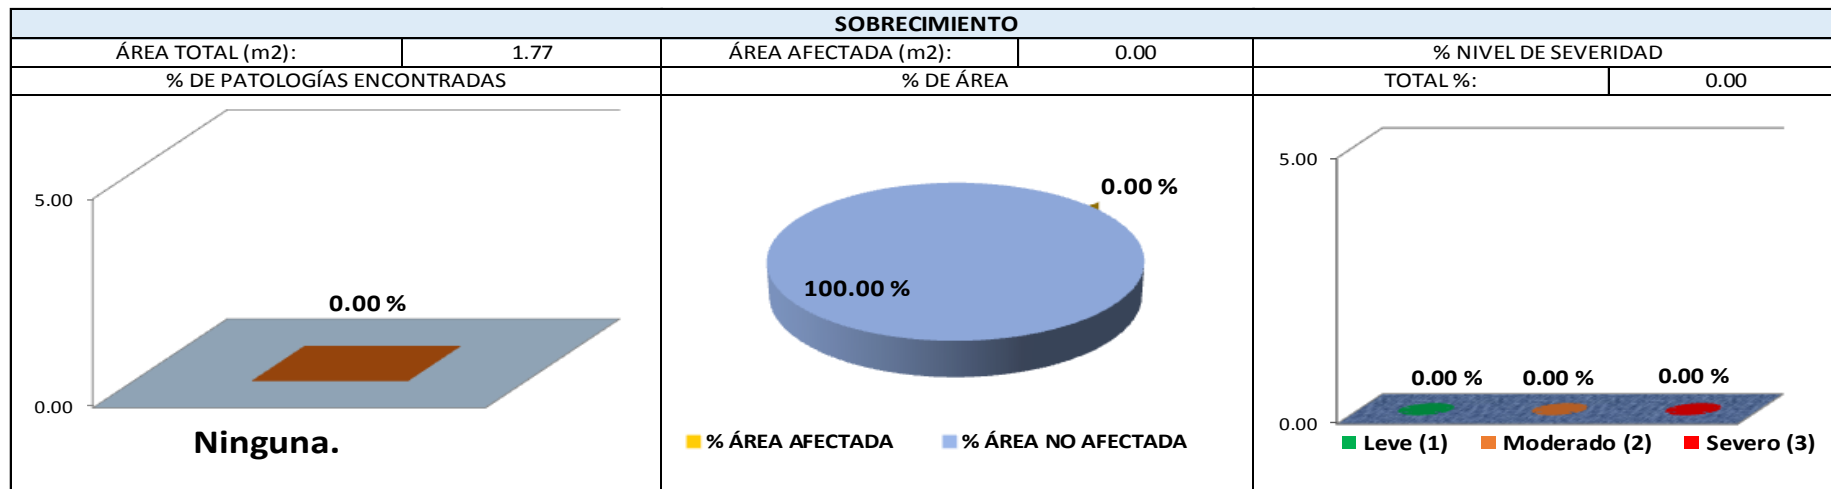 SOBRECIMIENTO
ÁREA TOTAL (m2): 1.77 ÁREA AFECTADA (m2): 0.00 % NIVEL DE SEVERIDAD
% DE PATOLOGÍAS ENCONTRADAS % DE ÁREA TOTAL %: 0.00
5.00
0.00 %
0.00
Ninguna.
0.00 %
100.00 %
% ÁREA AFECTADA % ÁREA NO AFECTADA
5.00
0.00 % 0.00 % 0.00 %
0.00
Leve (1) Moderado (2) Severo (3)